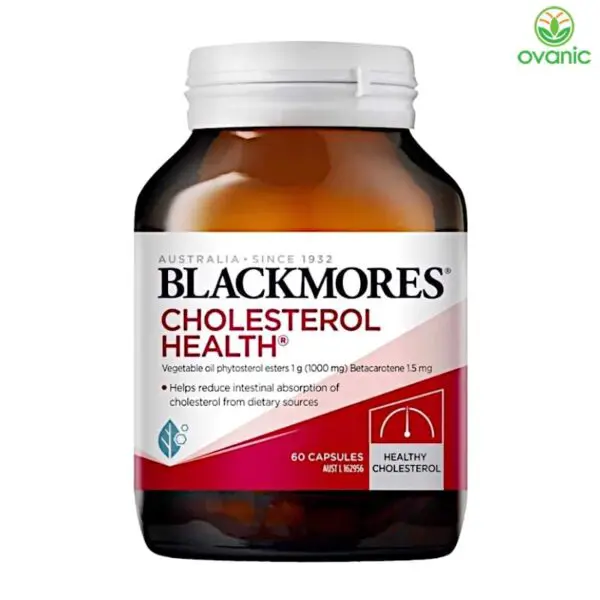 ovanic
AUSTRALIA • SINCE 1932
BLACKMORES®
CHOLESTEROL
HEALTH®
Vegetable oil phytosterol esters 1 g (1000 mg) Betacarotene 1.5 mg
• Helps reduce intestinal absorption of
cholesterol from dietary sources
60 CAPSULES
AUST L 162956
HEALTHY
CHOLESTEROL